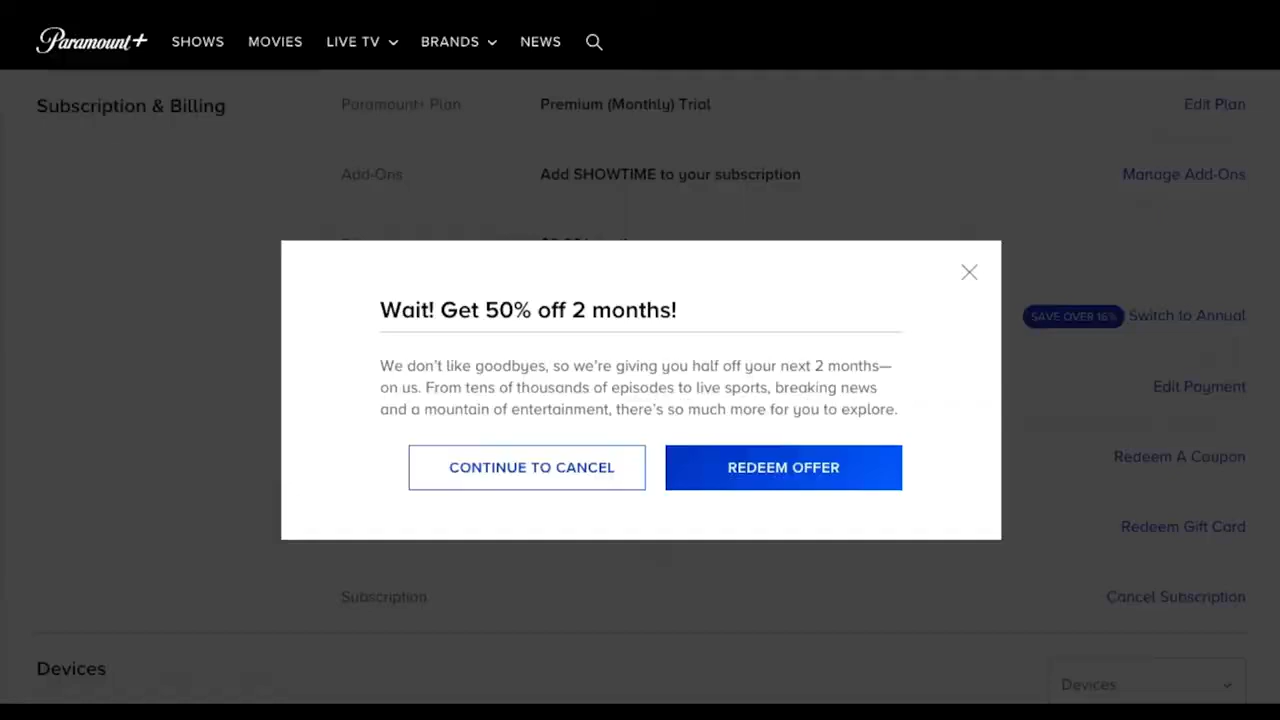 Paramount+ SHOWS MOVIES LIVE TV BRANDS NEWS
Subscription & Billing Paramount+ Plan Premium (Monthly) Trial Edit Plan
Add-Ons Add SHOWTIME to your subscription Manage Add-Ons
Wait! Get 50% off 2 months!
SAVE OVER 16% Switch to Annual
We don't like goodbyes, so we're giving you half off your next 2 months—
on us. From tens of thousands of episodes to live sports, breaking news
and a mountain of entertainment, there's so much more for you to explore.
Edit Payment
Redeem A Coupon
CONTINUE TO CANCEL REDEEM OFFER
Redeem Gift Card
Subscription Cancel Subscription
Devices
Devices